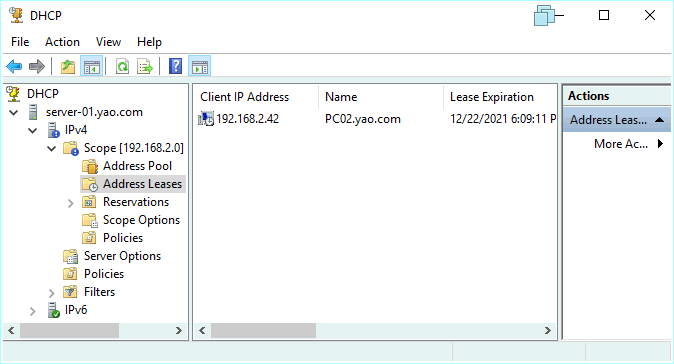 DHCP
File Action View Help
DHCP
server-01.yao.com
IPv4
Scope [192.168.2.0]
Address Pool
Address Leases
Reservations
Scope Options
Policies
Server Options
Policies
Filters
IPv6
Client IP Address Name Lease Expiration
192.168.2.42 PC02.yao.com 12/22/2021 6:09:11 P
Actions
Address Leas...
More Ac...